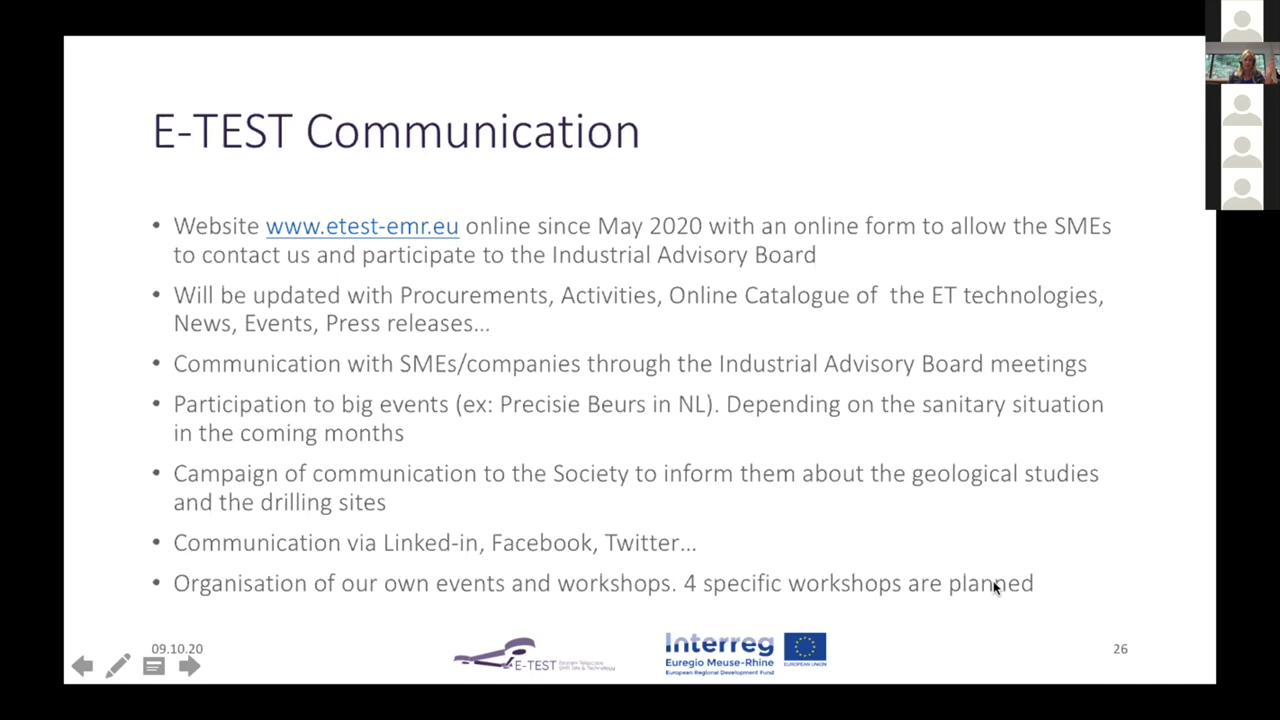 E-TEST Communication
• Website www.etest-emr.eu online since May 2020 with an online form to allow the SMEs
to contact us and participate to the Industrial Advisory Board
• Will be updated with Procurements, Activities, Online Catalogue of the ET technologies,
News, Events, Press releases...
• Communication with SMEs/companies through the Industrial Advisory Board meetings
• Participation to big events (ex: Precisie Beurs in NL). Depending on the sanitary situation
in the coming months
• Campaign of communication to the Society to inform them about the geological studies
and the drilling sites
• Communication via Linked-in, Facebook, Twitter...
• Organisation of our own events and workshops. 4 specific workshops are planned
09.10.20
E-TEST
Einstein Telescope
EMR Site & Technology
Interreg
Euregio Meuse-Rhine
European Regional Development Fund
EUROPEAN UNION
26